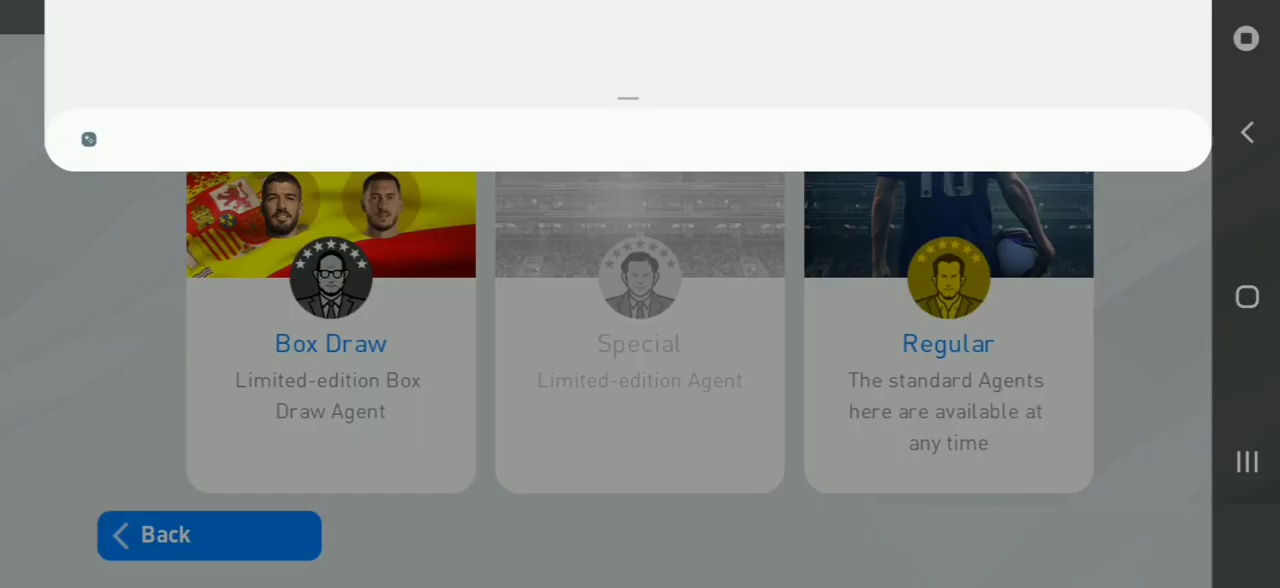 Box Draw
Limited-edition Box
Draw Agent
Special
Limited-edition Agent
Regular
The standard Agents
here are available at
any time
Back